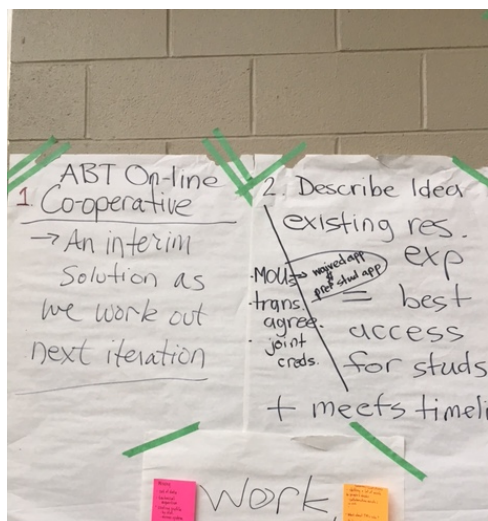 1 ABT On-line
Co-operative
→ An interim
solution as
we work out
next iteration
2. Describe Idea
existing res.
exp
= best
access
for studs
+ meets timeli
• MOUs → waived app
pref stud app
• trans.
agree.
• joint
creds.
Work